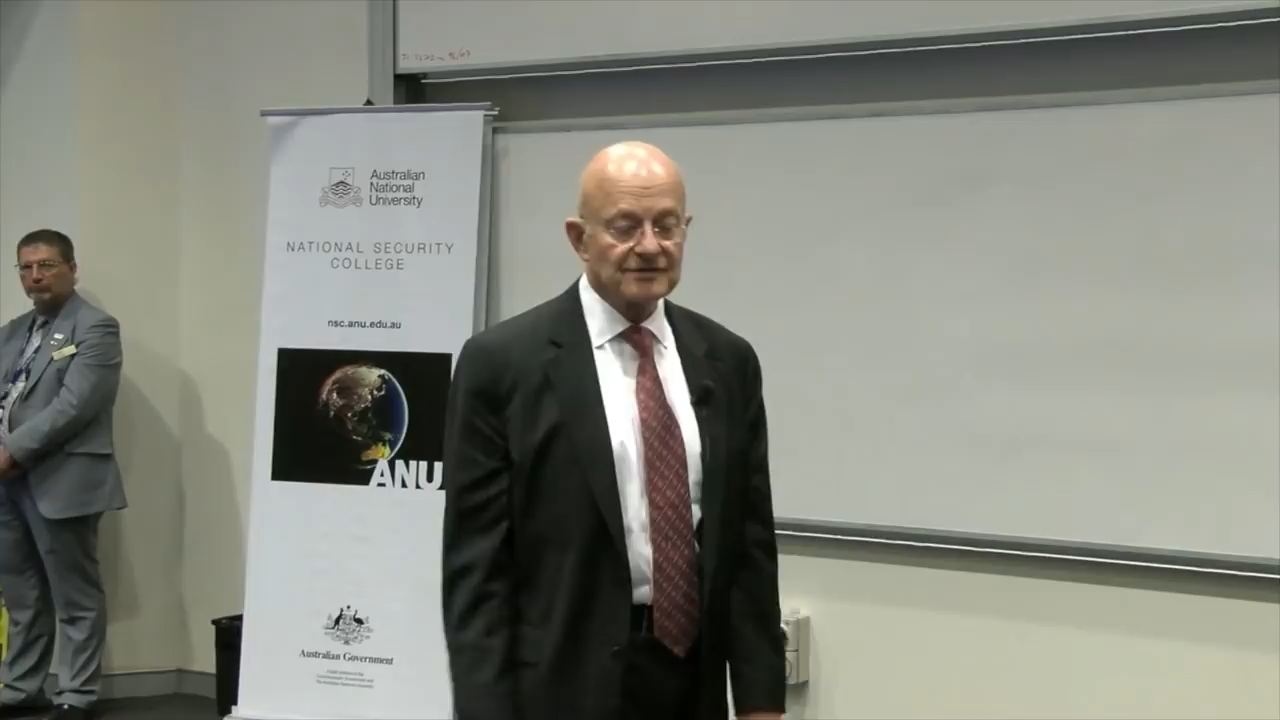 Australian
National
University
NATIONAL SECURITY
COLLEGE
nsc.anu.edu.au
ANU
Australian Government